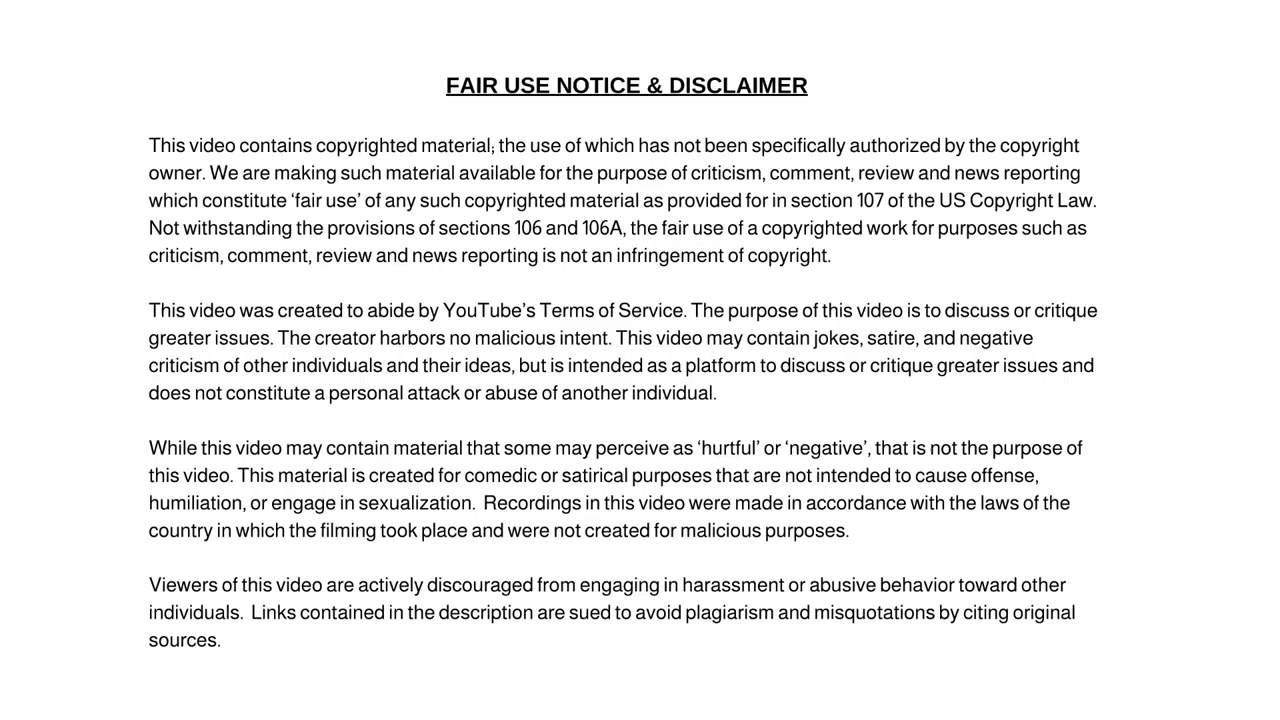 FAIR USE NOTICE & DISCLAIMER
This video contains copyrighted material; the use of which has not been specifically authorized by the copyright
owner. We are making such material available for the purpose of criticism, comment, review and news reporting
which constitute ‘fair use’ of any such copyrighted material as provided for in section 107 of the US Copyright Law.
Not withstanding the provisions of sections 106 and 106A, the fair use of a copyrighted work for purposes such as
criticism, comment, review and news reporting is not an infringement of copyright.
This video was created to abide by YouTube’s Terms of Service. The purpose of this video is to discuss or critique
greater issues. The creator harbors no malicious intent. This video may contain jokes, satire, and negative
criticism of other individuals and their ideas, but is intended as a platform to discuss or critique greater issues and
does not constitute a personal attack or abuse of another individual.
While this video may contain material that some may perceive as ‘hurtful’ or ‘negative’, that is not the purpose of
this video. This material is created for comedic or satirical purposes that are not intended to cause offense,
humiliation, or engage in sexualization.  Recordings in this video were made in accordance with the laws of the
country in which the filming took place and were not created for malicious purposes.
Viewers of this video are actively discouraged from engaging in harassment or abusive behavior toward other
individuals.  Links contained in the description are sued to avoid plagiarism and misquotations by citing original
sources.